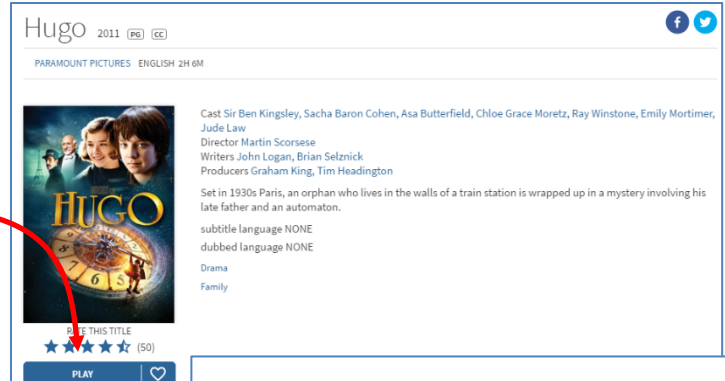 Hugo 2011 PG CC
f
PARAMOUNT PICTURES ENGLISH 2H 6M
Cast Sir Ben Kingsley, Sacha Baron Cohen, Asa Butterfield, Chloe Grace Moretz, Ray Winstone, Emily Mortimer,
Jude Law
Director Martin Scorsese
Writers John Logan, Brian Selznick
Producers Graham King, Tim Headington
Set in 1930s Paris, an orphan who lives in the walls of a train station is wrapped up in a mystery involving his
late father and an automaton.
subtitle language NONE
dubbed language NONE
Drama
Family
HUGO
RATE THIS TITLE
(50)
PLAY